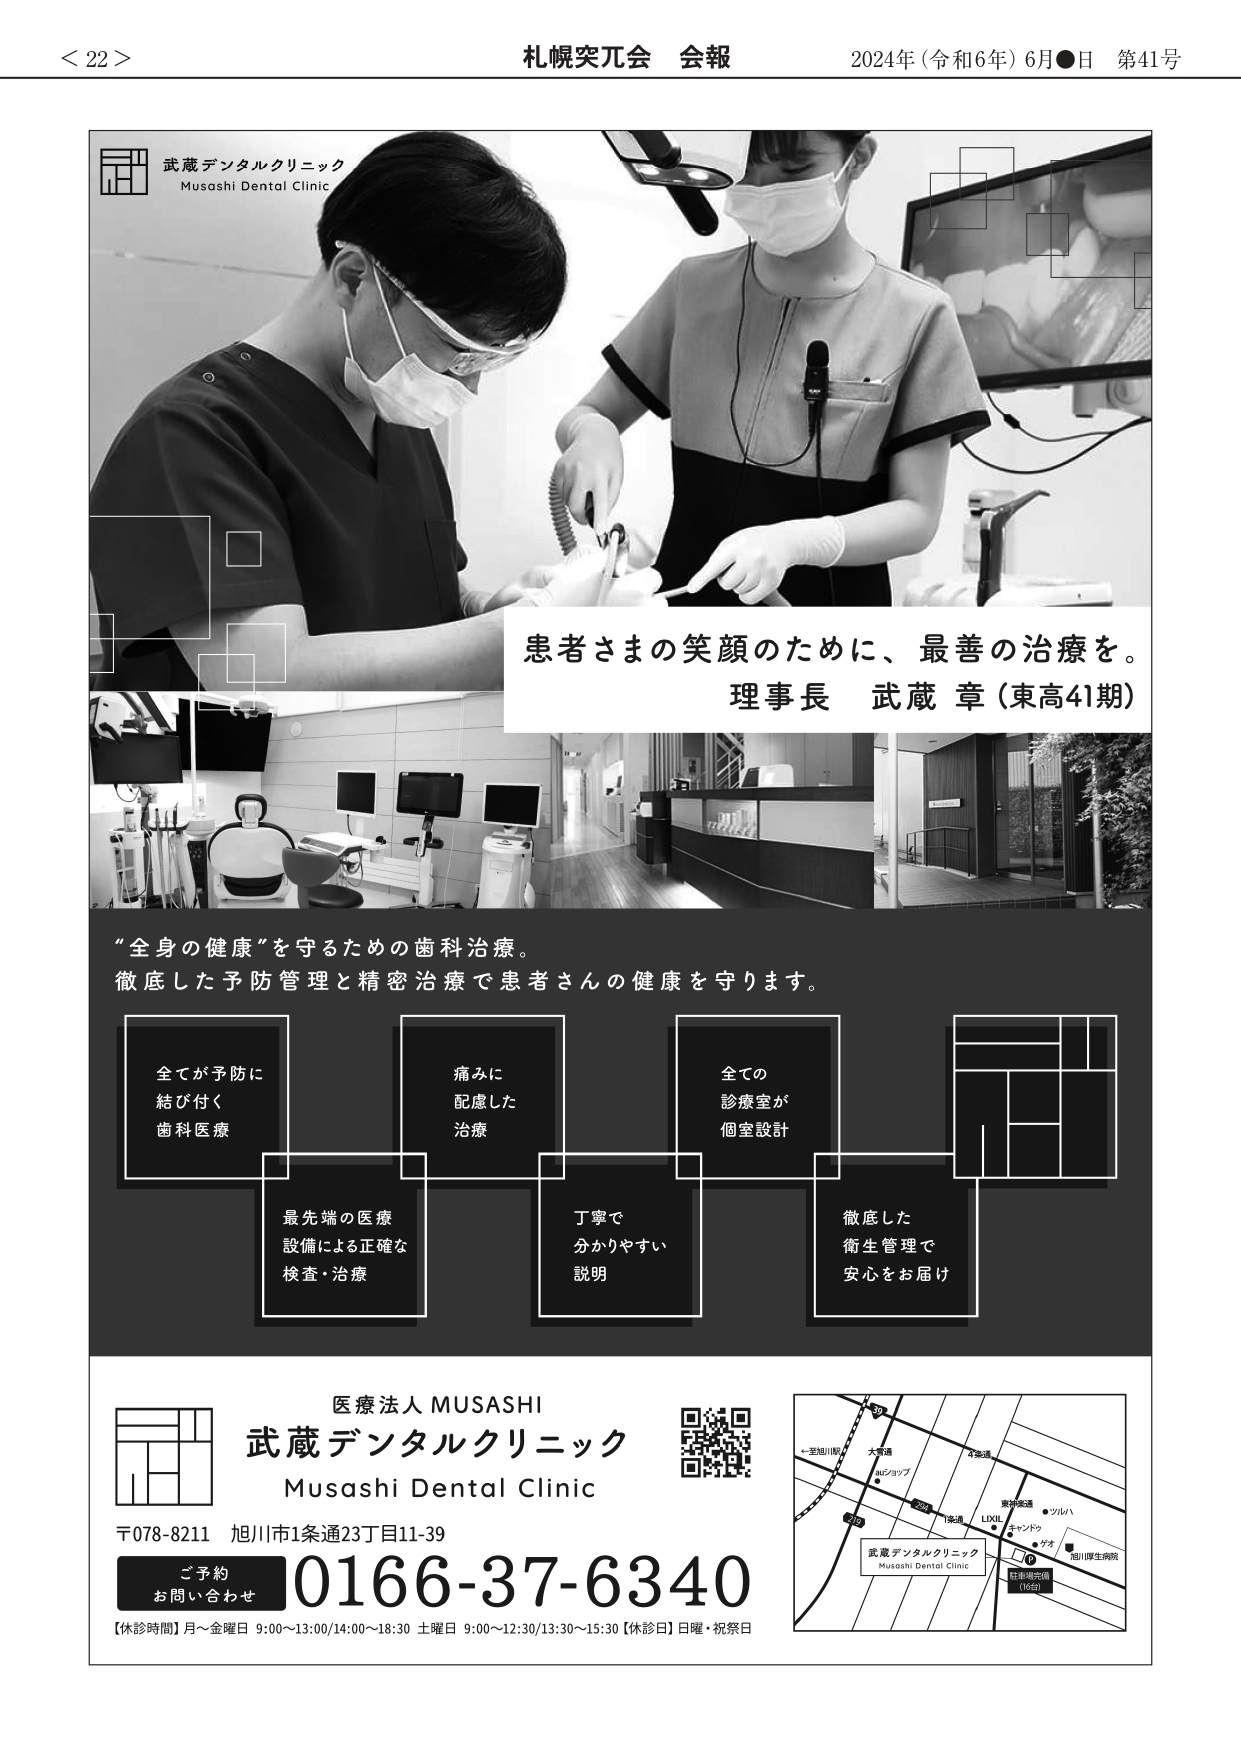 ＜ 22 ＞
札幌突兀会　会報
2024年（令和6年）6月●日　第41号
武蔵デンタルクリニック
Musashi Dental Clinic
患者さまの笑顔のために、最善の治療を。
理事長　武蔵 章（東高41期）
“全身の健康”を守るための歯科治療。
徹底した予防管理と精密治療で患者さんの健康を守ります。
全てが予防に
結び付く
歯科医療
痛みに
配慮した
治療
全ての
診療室が
個室設計
最先端の医療
設備による正確な
検査・治療
丁寧で
分かりやすい
説明
徹底した
衛生管理で
安心をお届け
医療法人 MUSASHI
武蔵デンタルクリニック
Musashi Dental Clinic
〒078-8211　旭川市1条通23丁目11-39
ご予約
お問い合わせ
0166-37-6340
【休診時間】月～金曜日 9:00～13:00/14:00～18:30 土曜日 9:00～12:30/13:30～15:30【休診日】日曜・祝祭日
39
←至旭川駅
大雪通
4条通
auショップ
294
219
1条通
LIXIL
東神楽通
ツルハ
キャンドゥ
ゲオ
旭川厚生病院
武蔵デンタルクリニック
Musashi Dental Clinic
P
駐車場完備
(16台)